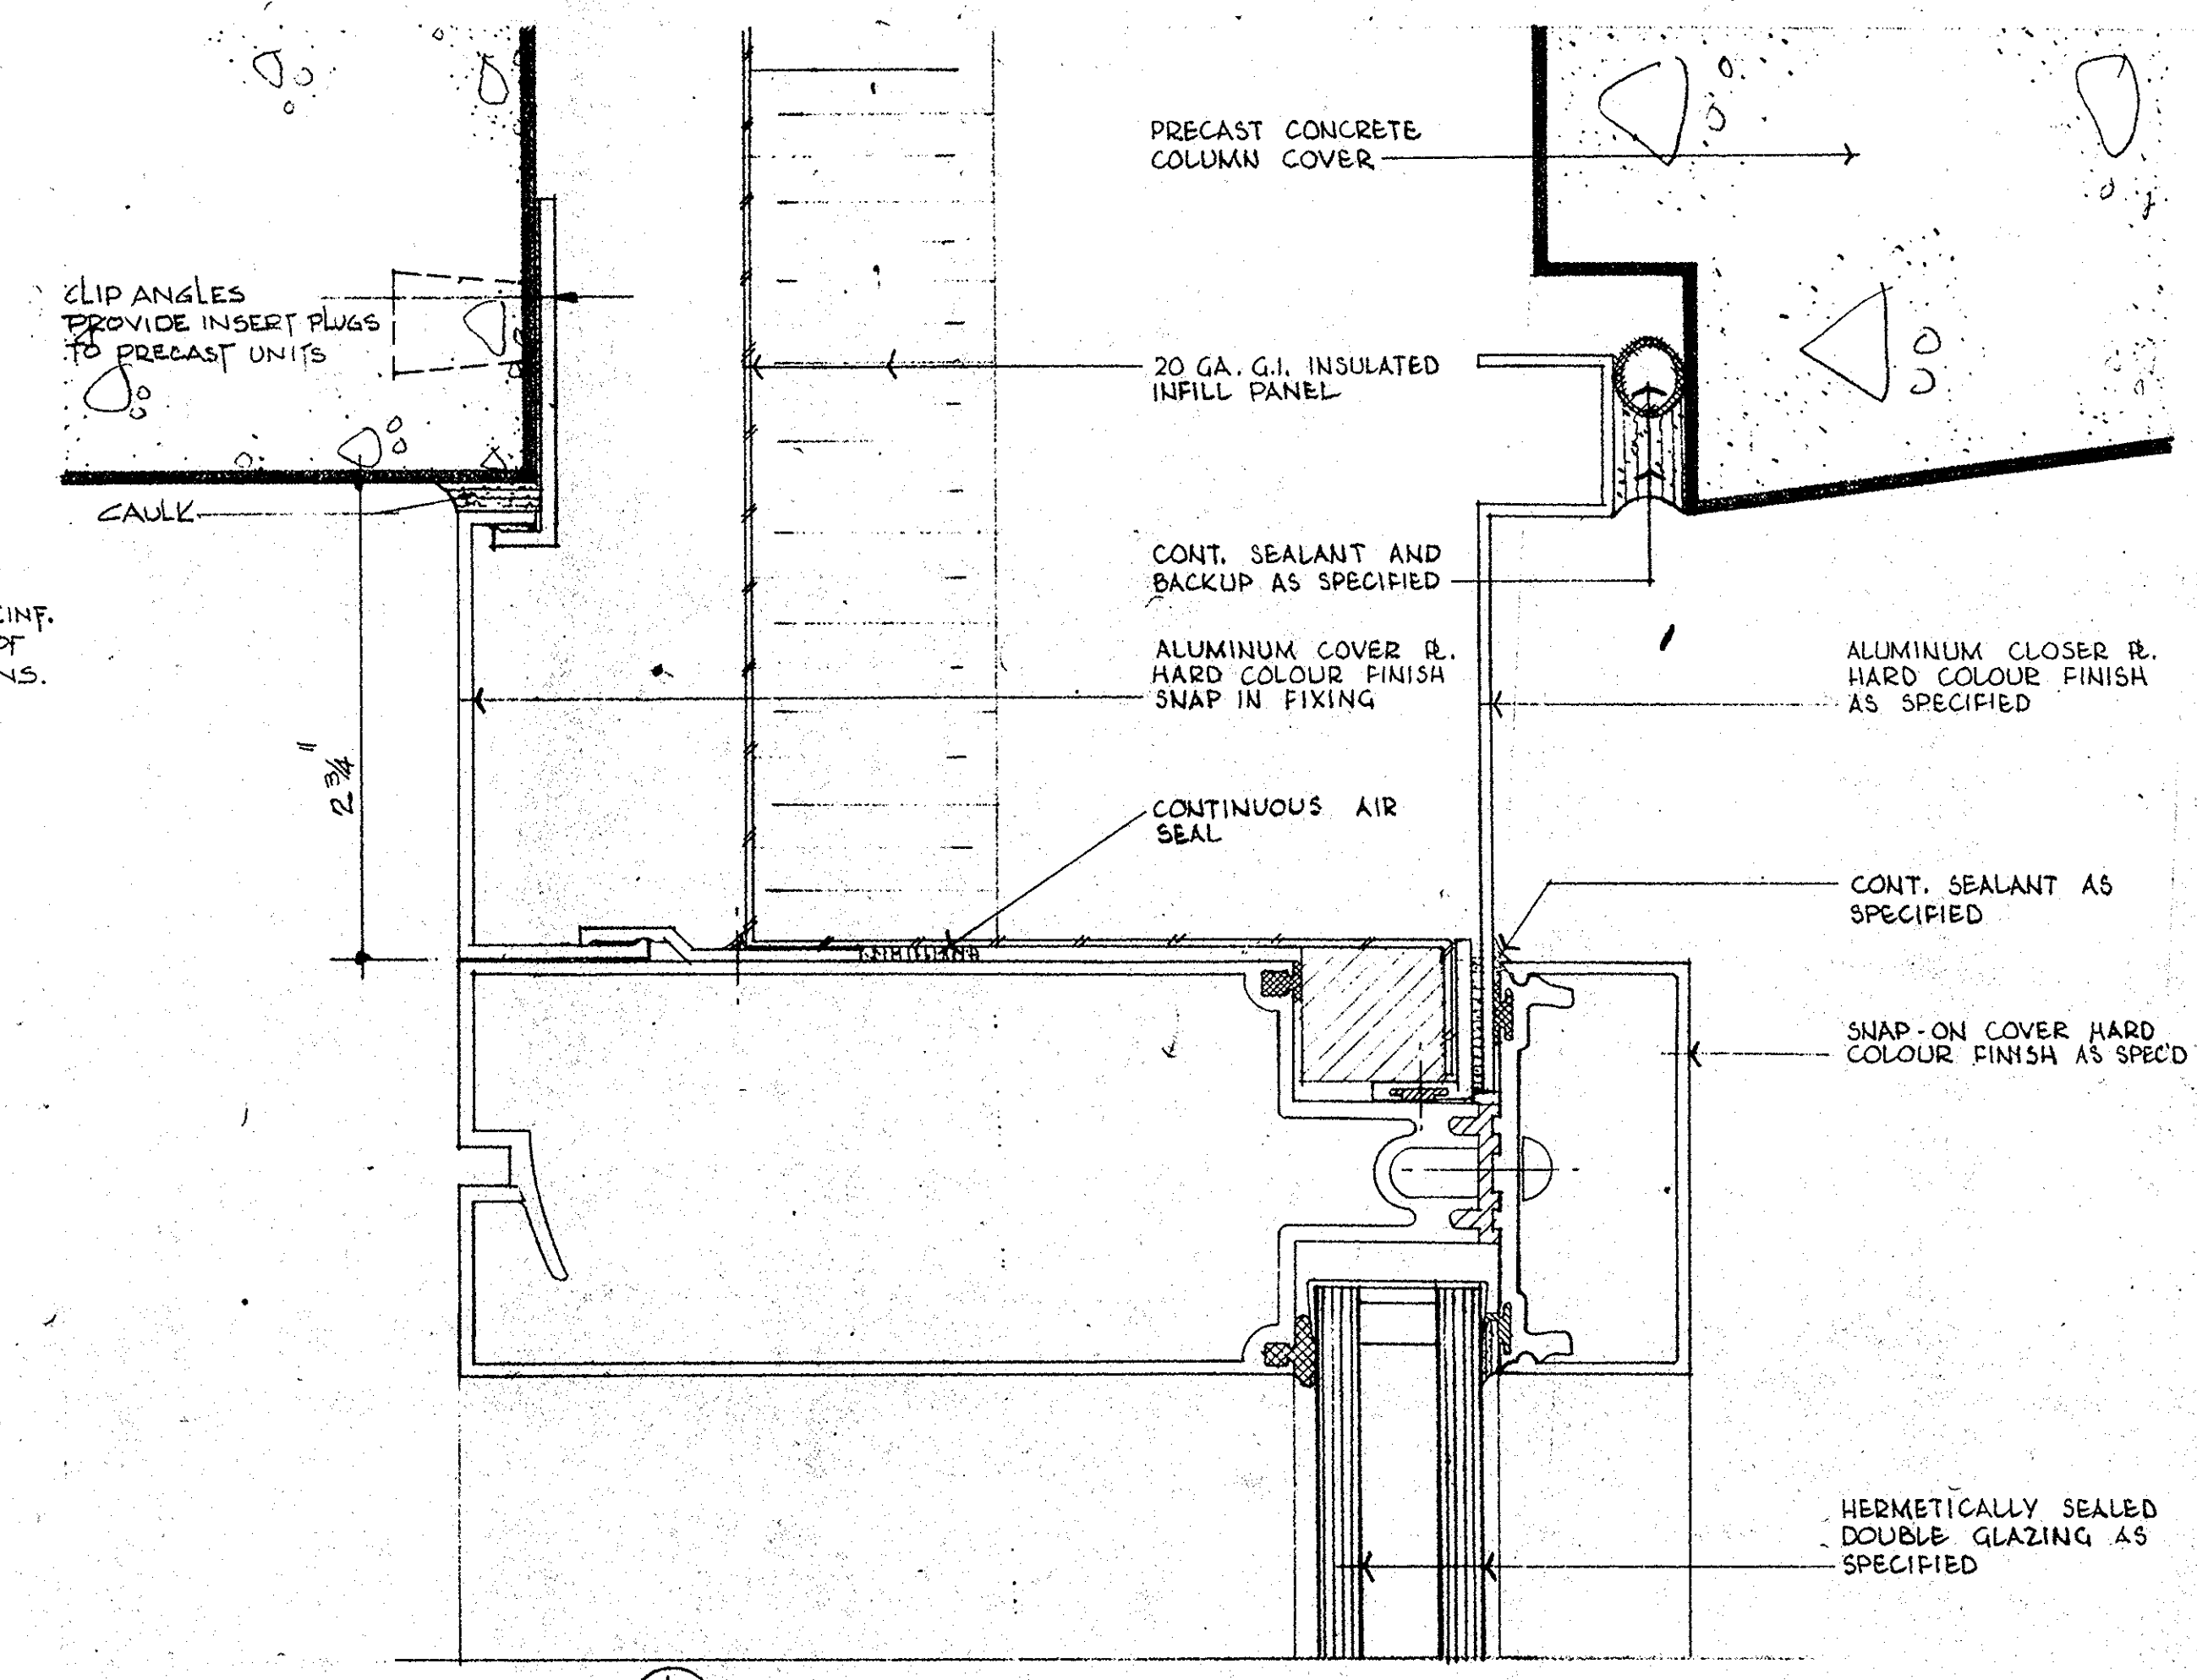 PRECAST CONCRETE
COLUMN COVER
CLIP ANGLES
PROVIDE INSERT PLUGS
TO PRECAST UNITS
20 GA. G.I. INSULATED
INFILL PANEL
CAULK
CONT. SEALANT AND
BACKUP AS SPECIFIED
ALUMINUM COVER PL.
HARD COLOUR FINISH
SNAP IN FIXING
ALUMINUM CLOSER PL.
HARD COLOUR FINISH
AS SPECIFIED
2 3/4"
CONTINUOUS AIR
SEAL
CONT. SEALANT AS
SPECIFIED
SNAP-ON COVER HARD
COLOUR FINISH AS SPEC'D
HERMETICALLY SEALED
DOUBLE GLAZING AS
SPECIFIED